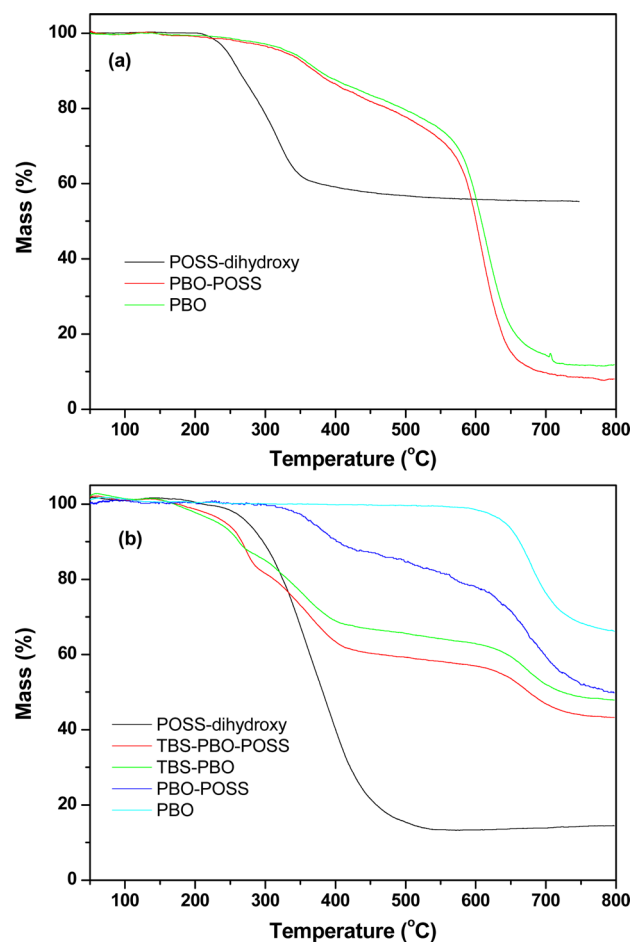 (a)
Mass (%)
100
80
60
40
20
0
POSS-dihydroxy
PBO-POSS
PBO
100 200 300 400 500 600 700 800
Temperature (°C)
(b)
Mass (%)
100
80
60
40
20
0
POSS-dihydroxy
TBS-PBO-POSS
TBS-PBO
PBO-POSS
PBO
100 200 300 400 500 600 700 800
Temperature (°C)